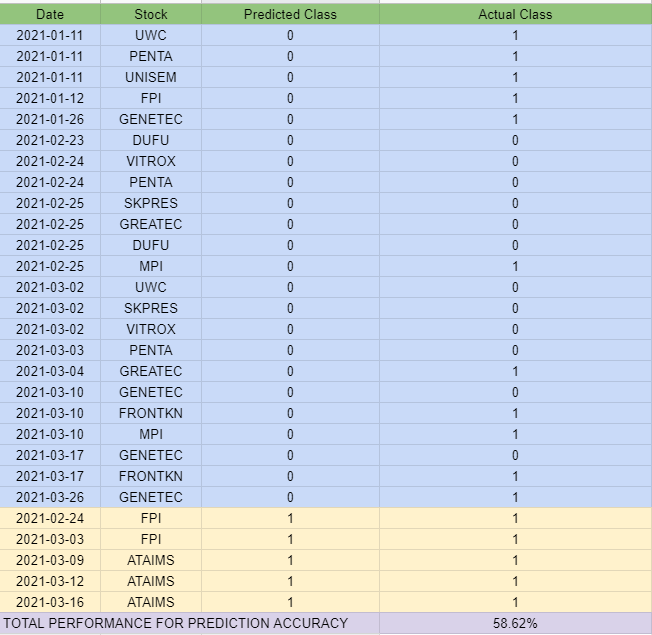 Date Stock Predicted Class Actual Class
2021-01-11 UWC 0 1
2021-01-11 PENTA 0 1
2021-01-11 UNISEM 0 1
2021-01-12 FPI 0 1
2021-01-26 GENETEC 0 1
2021-02-23 DUFU 0 0
2021-02-24 VITROX 0 0
2021-02-24 PENTA 0 0
2021-02-25 SKPRES 0 0
2021-02-25 GREATEC 0 0
2021-02-25 DUFU 0 0
2021-02-25 MPI 0 1
2021-03-02 UWC 0 0
2021-03-02 SKPRES 0 0
2021-03-02 VITROX 0 0
2021-03-03 PENTA 0 0
2021-03-04 GREATEC 0 1
2021-03-10 GENETEC 0 0
2021-03-10 FRONTKN 0 1
2021-03-10 MPI 0 1
2021-03-17 GENETEC 0 0
2021-03-17 FRONTKN 0 1
2021-03-26 GENETEC 0 1
2021-02-24 FPI 1 1
2021-03-03 FPI 1 1
2021-03-09 ATAIMS 1 1
2021-03-12 ATAIMS 1 1
2021-03-16 ATAIMS 1 1
TOTAL PERFORMANCE FOR PREDICTION ACCURACY 58.62%